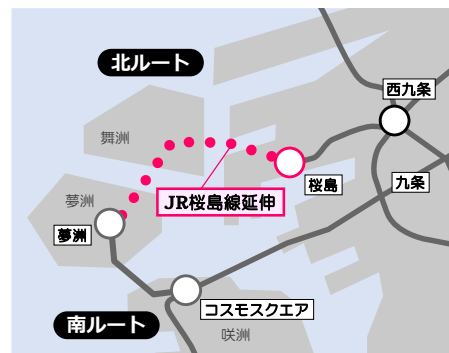 北ルート
西九条
舞洲
桜島
九条
JR桜島線延伸
夢洲
夢洲
コスモスクエア
南ルート
咲洲